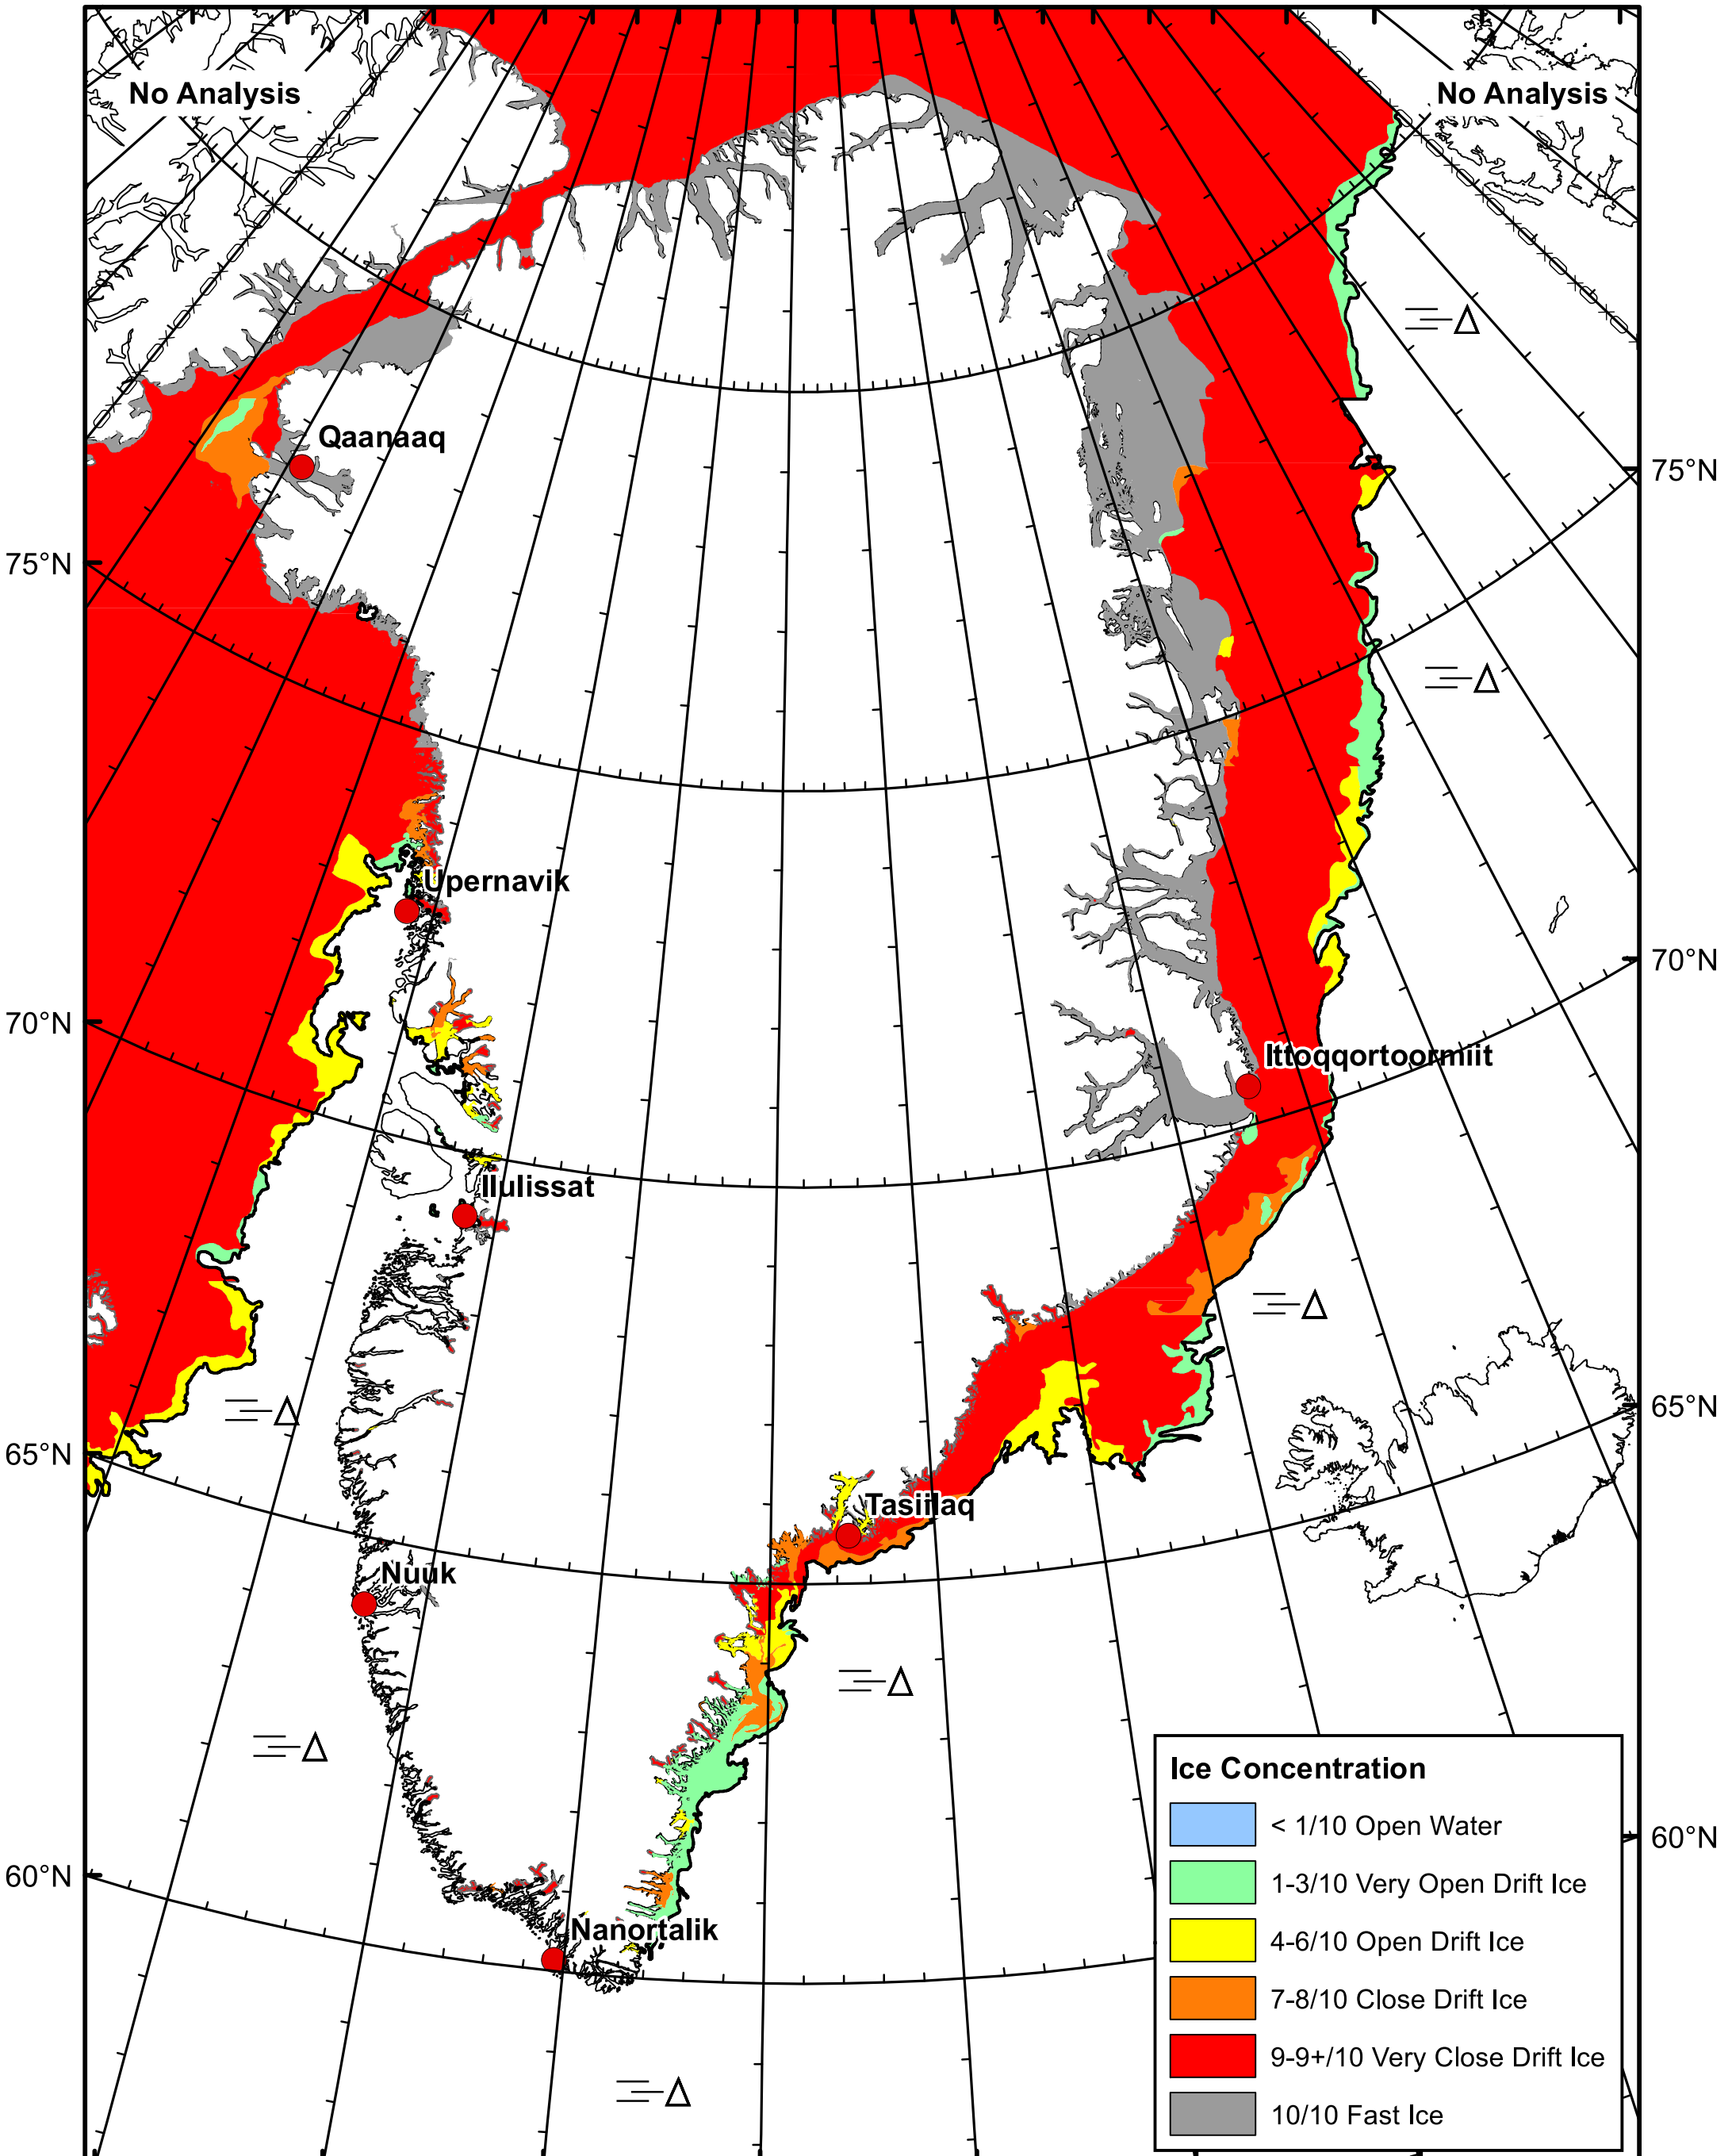 No Analysis
No Analysis
Qaanaaq
75°N
75°N
Upernavik
70°N
70°N
Ittoqqortoormiit
Ilulissat
65°N
65°N
Tasiilaq
Nuuk
Ice Concentration
< 1/10 Open Water
60°N
60°N
1-3/10 Very Open Drift Ice
Nanortalik
4-6/10 Open Drift Ice
7-8/10 Close Drift Ice
9-9+/10 Very Close Drift Ice
10/10 Fast Ice